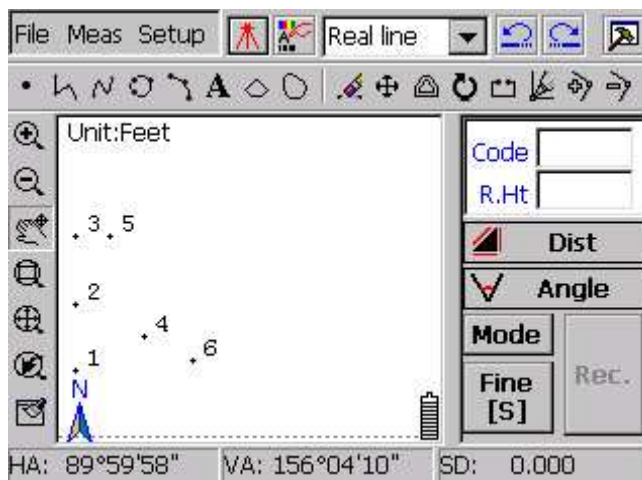 File Meas Setup Real line
A
Unit:Feet
3 5
2
4
6
1
N
Code
R.Ht
Dist
Angle
Mode
Fine
[S]
Rec.
HA: 89°59'58" VA: 156°04'10" SD: 0.000